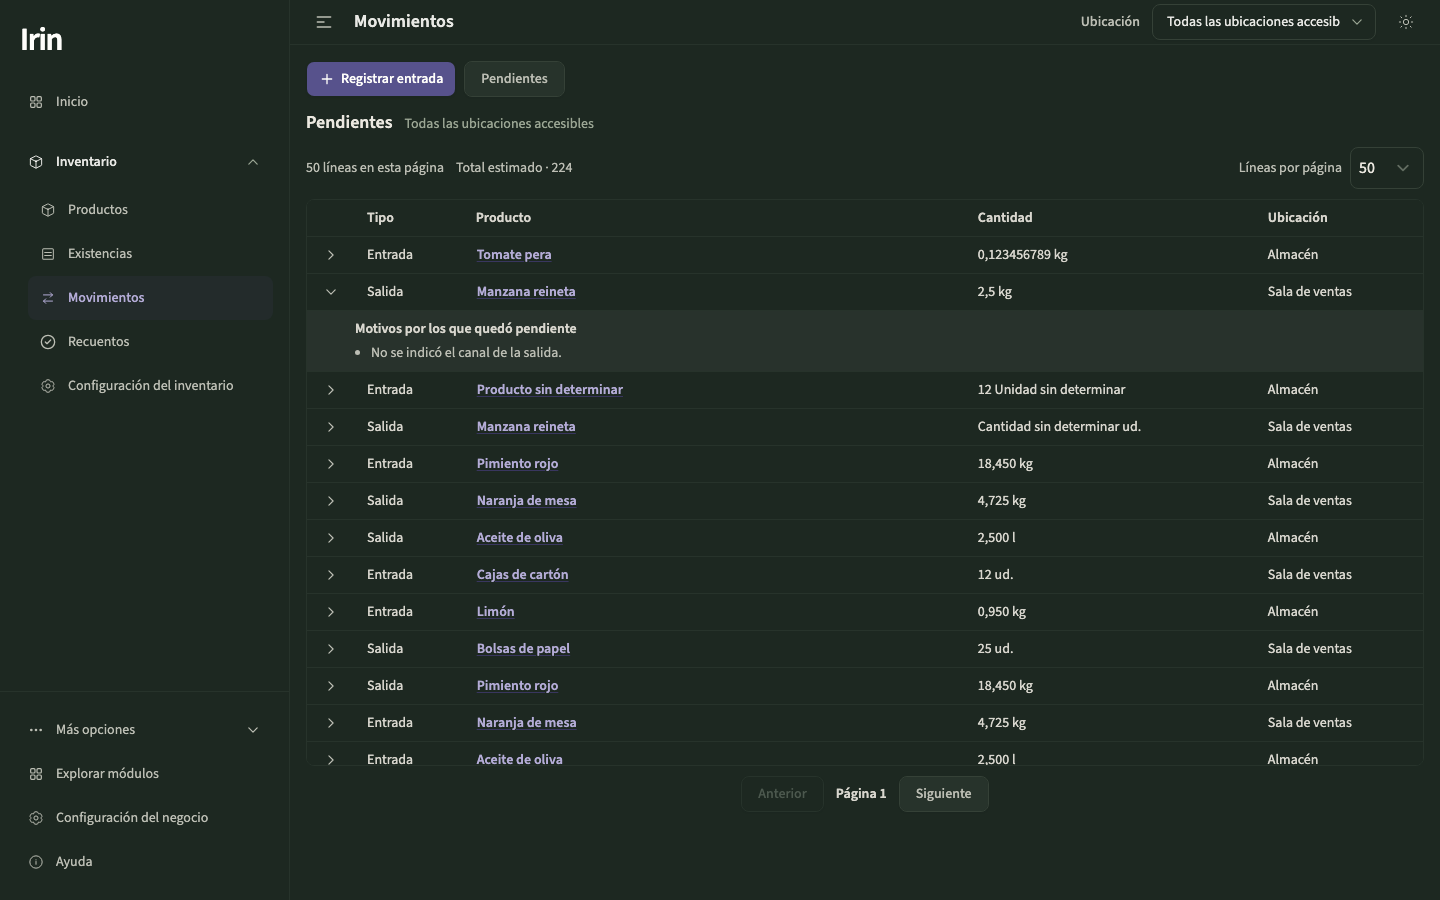 Irin
Inicio
Inventario
Productos
Existencias
Movimientos
Recuentos
Configuración del inventario
Más opciones
Explorar módulos
Configuración del negocio
Ayuda
Movimientos
Ubicación Todas las ubicaciones accesib
Registrar entrada Pendientes
Pendientes Todas las ubicaciones accesibles
50 líneas en esta página Total estimado · 224 Líneas por página 50
Tipo Producto Cantidad Ubicación
Entrada Tomate pera 0,123456789 kg Almacén
Salida Manzana reineta 2,5 kg Sala de ventas
Motivos por los que quedó pendiente
• No se indicó el canal de la salida.
Entrada Producto sin determinar 12 Unidad sin determinar Almacén
Salida Manzana reineta Cantidad sin determinar ud. Sala de ventas
Entrada Pimiento rojo 18,450 kg Almacén
Salida Naranja de mesa 4,725 kg Sala de ventas
Salida Aceite de oliva 2,500 l Almacén
Entrada Cajas de cartón 12 ud. Sala de ventas
Entrada Limón 0,950 kg Almacén
Salida Bolsas de papel 25 ud. Sala de ventas
Salida Pimiento rojo 18,450 kg Almacén
Entrada Naranja de mesa 4,725 kg Sala de ventas
Entrada Aceite de oliva 2,500 l Almacén
Anterior Página 1 Siguiente